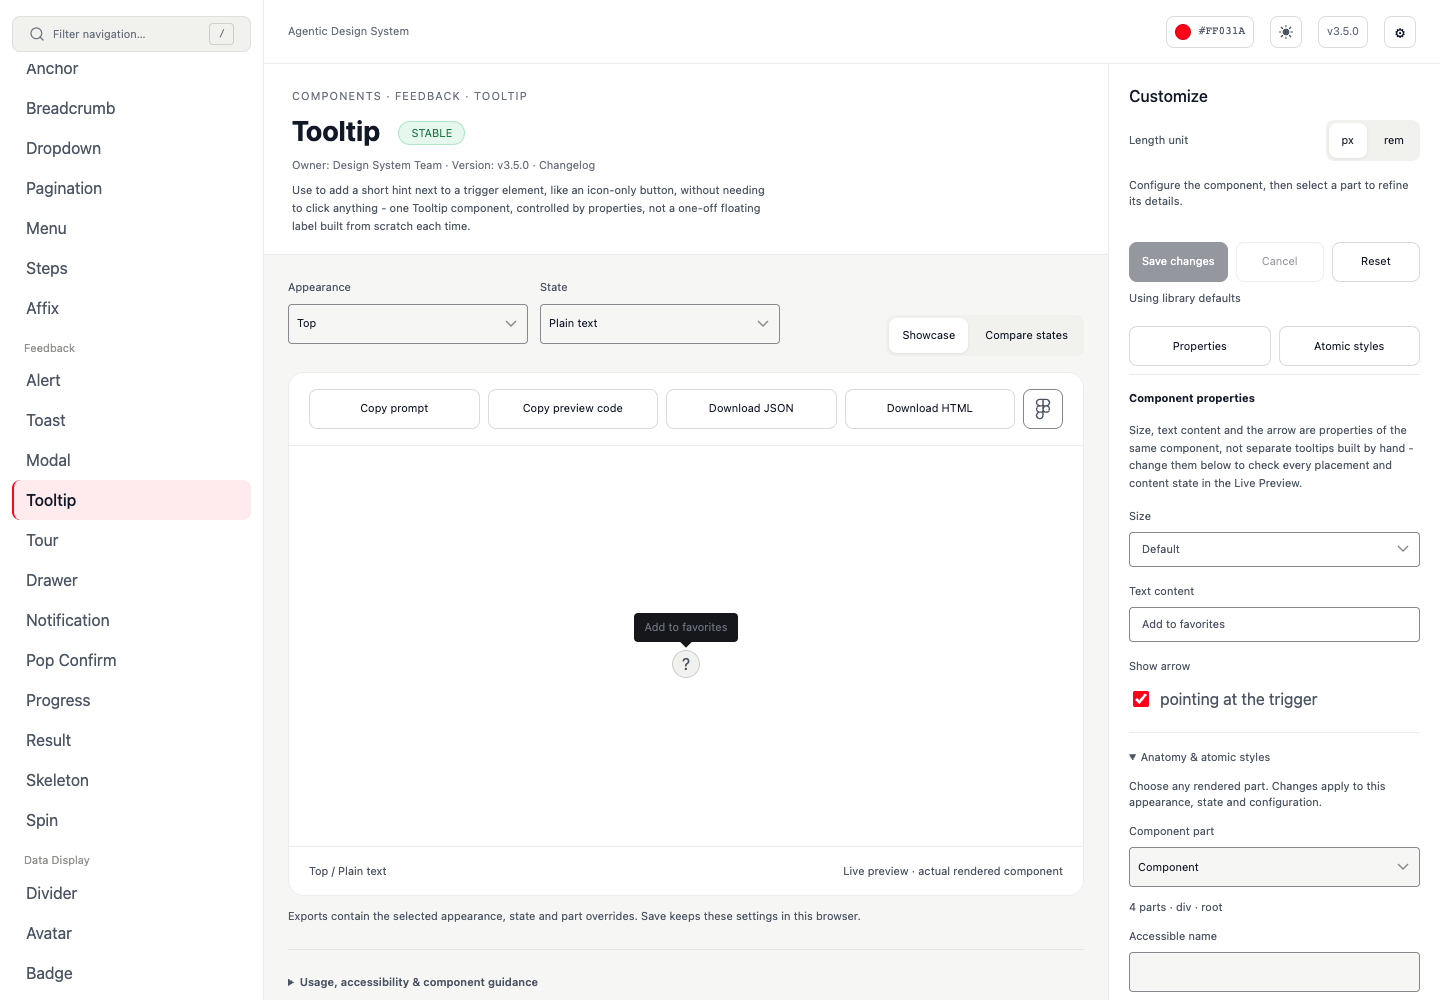 Filter navigation...
/
Anchor
Breadcrumb
Dropdown
Pagination
Menu
Steps
Affix
Feedback
Alert
Toast
Modal
Tooltip
Tour
Drawer
Notification
Pop Confirm
Progress
Result
Skeleton
Spin
Data Display
Divider
Avatar
Badge
Agentic Design System
#FF031A
v3.5.0
COMPONENTS · FEEDBACK · TOOLTIP
Tooltip
STABLE
Owner: Design System Team · Version: v3.5.0 · Changelog
Use to add a short hint next to a trigger element, like an icon-only button, without needing
to click anything - one Tooltip component, controlled by properties, not a one-off floating
label built from scratch each time.
Appearance
State
Top
Plain text
Showcase
Compare states
Copy prompt
Copy preview code
Download JSON
Download HTML
Add to favorites
?
Top / Plain text
Live preview · actual rendered component
Exports contain the selected appearance, state and part overrides. Save keeps these settings in this browser.
Usage, accessibility & component guidance
Customize
Length unit
px
rem
Configure the component, then select a part to refine
its details.
Save changes
Cancel
Reset
Using library defaults
Properties
Atomic styles
Component properties
Size, text content and the arrow are properties of the
same component, not separate tooltips built by hand -
change them below to check every placement and
content state in the Live Preview.
Size
Default
Text content
Add to favorites
Show arrow
pointing at the trigger
Anatomy & atomic styles
Choose any rendered part. Changes apply to this
appearance, state and configuration.
Component part
Component
4 parts · div · root
Accessible name